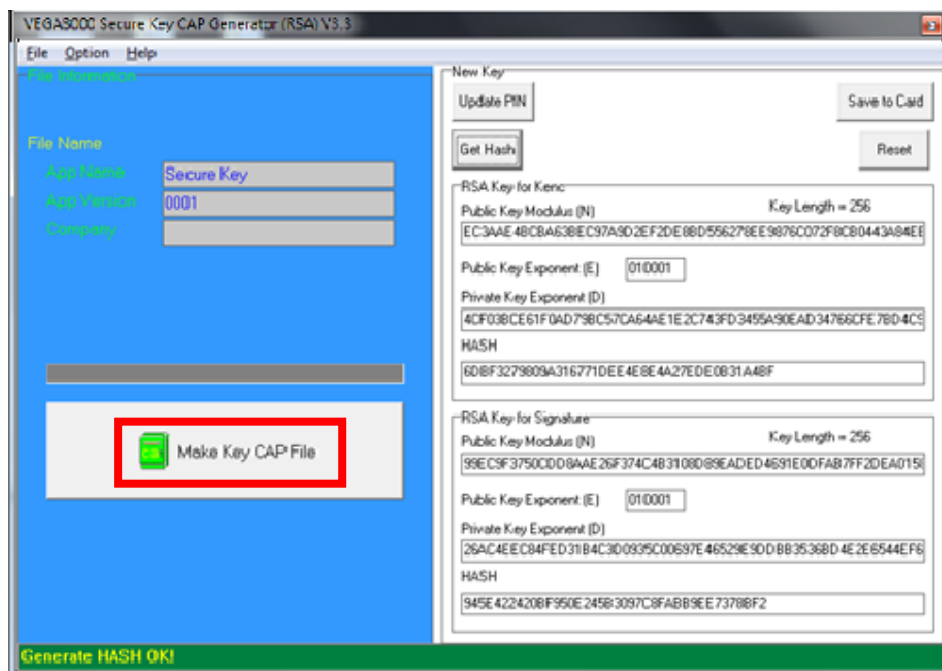 VEGA3000 Secure Key CAP Generator (RSA) V3.3
File Option Help
File Information
File Name
App Name Secure Key
App Version 0001
Company
Make Key CAP File
New Key
Update PIN
Save to Card
Get Hash
Reset
RSA Key for Kenc
Public Key Modulus (N)
Key Length = 256
Public Key Exponent (E) 010001
Private Key Exponent (D)
HASH
RSA Key for Signature
Public Key Modulus (N)
Key Length = 256
Public Key Exponent (E) 010001
Private Key Exponent (D)
HASH
Generate HASH OK!